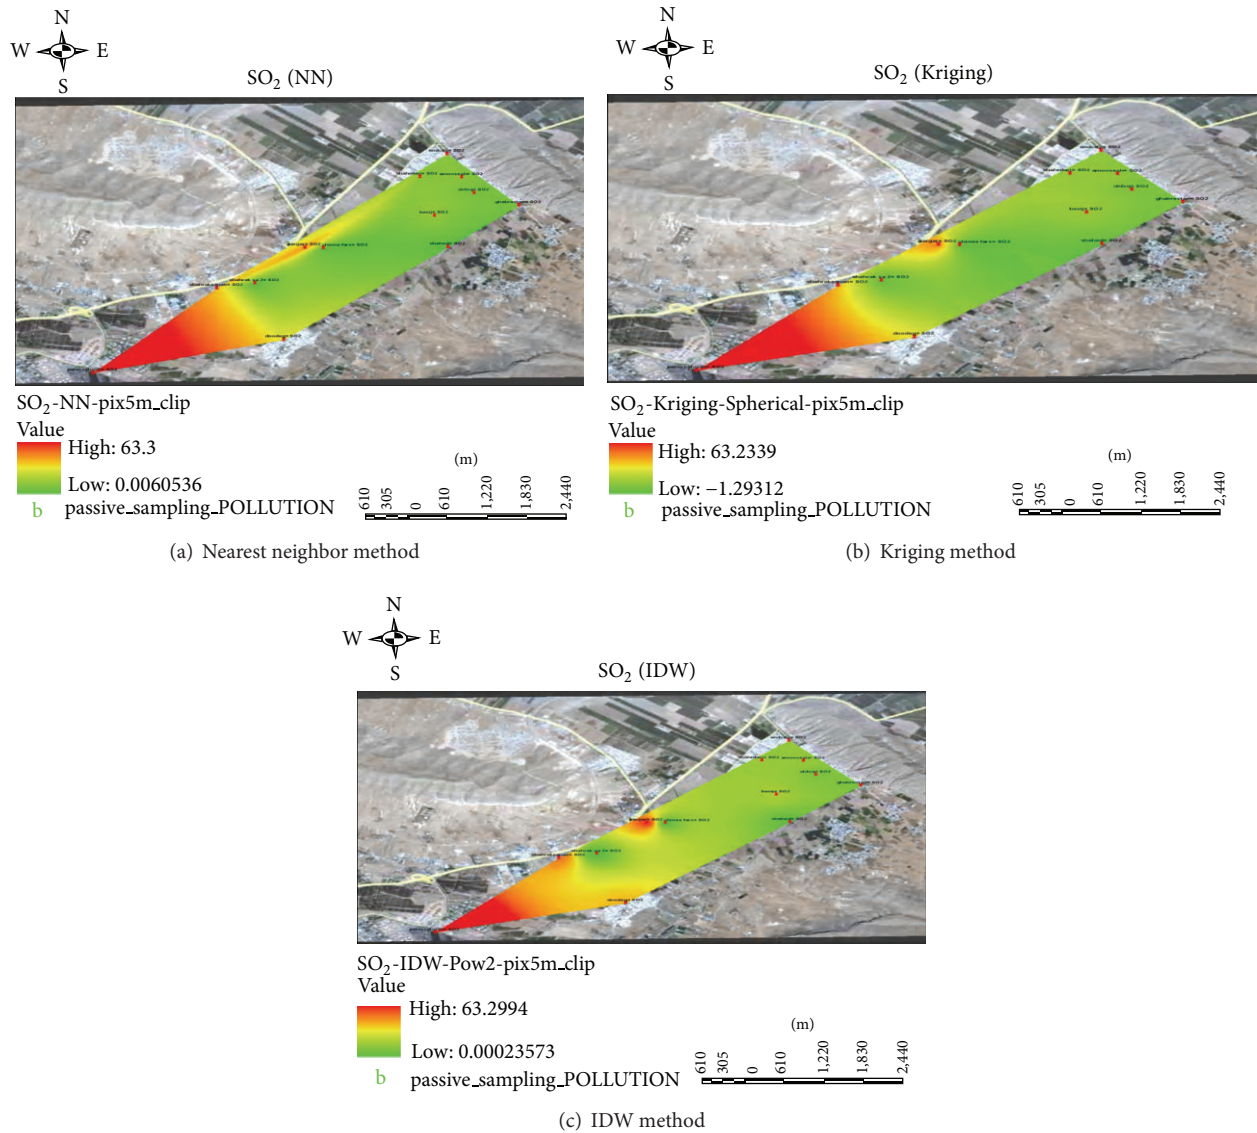 N
W E
S
SO2 (NN)
SO2-NN-pix5m_clip
Value
High: 63.3
Low: 0.0060536
b passive_sampling_POLLUTION
(m)
610 305 0 610 1,220 1,830 2,440
(a) Nearest neighbor method
N
W E
S
SO2 (Kriging)
SO2-Kriging-Spherical-pix5m_clip
Value
High: 63.2339
Low: −1.29312
b passive_sampling_POLLUTION
(m)
610 305 0 610 1,220 1,830 2,440
(b) Kriging method
N
W E
S
SO2 (IDW)
SO2-IDW-Pow2-pix5m_clip
Value
High: 63.2994
Low: 0.00023573
b passive_sampling_POLLUTION
(m)
610 305 0 610 1,220 1,830 2,440
(c) IDW method